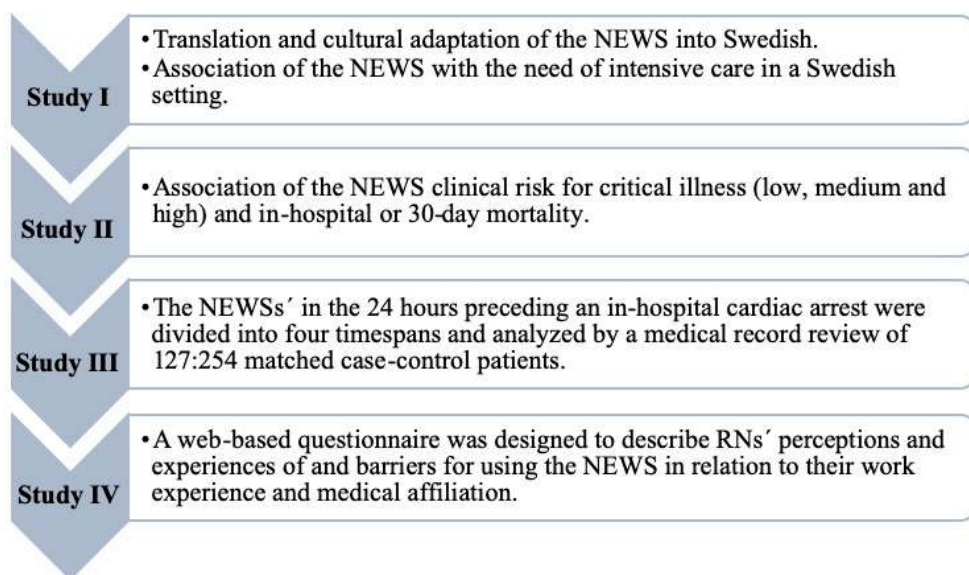 Study I
•Translation and cultural adaptation of the NEWS into Swedish.
•Association of the NEWS with the need of intensive care in a Swedish
setting.
Study II
•Association of the NEWS clinical risk for critical illness (low, medium and
high) and in-hospital or 30-day mortality.
Study III
•The NEWSs´ in the 24 hours preceding an in-hospital cardiac arrest were
divided into four timespans and analyzed by a medical record review of
127:254 matched case-control patients.
Study IV
•A web-based questionnaire was designed to describe RNs´ perceptions and
experiences of and barriers for using the NEWS in relation to their work
experience and medical affiliation.